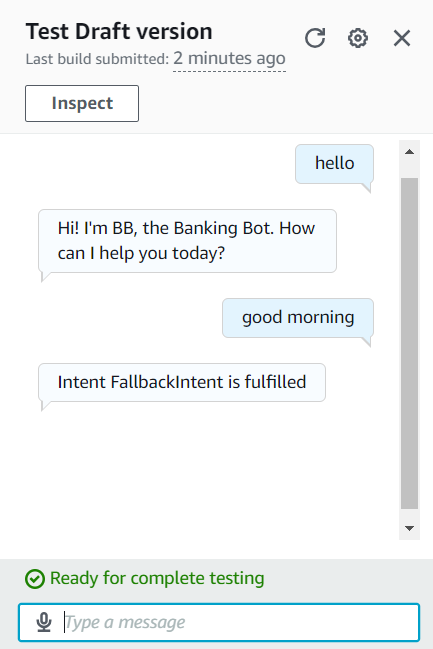 Test Draft version
Last build submitted: 2 minutes ago
Inspect
hello
Hi! I'm BB, the Banking Bot. How
can I help you today?
good morning
Intent FallbackIntent is fulfilled
Ready for complete testing
Type a message